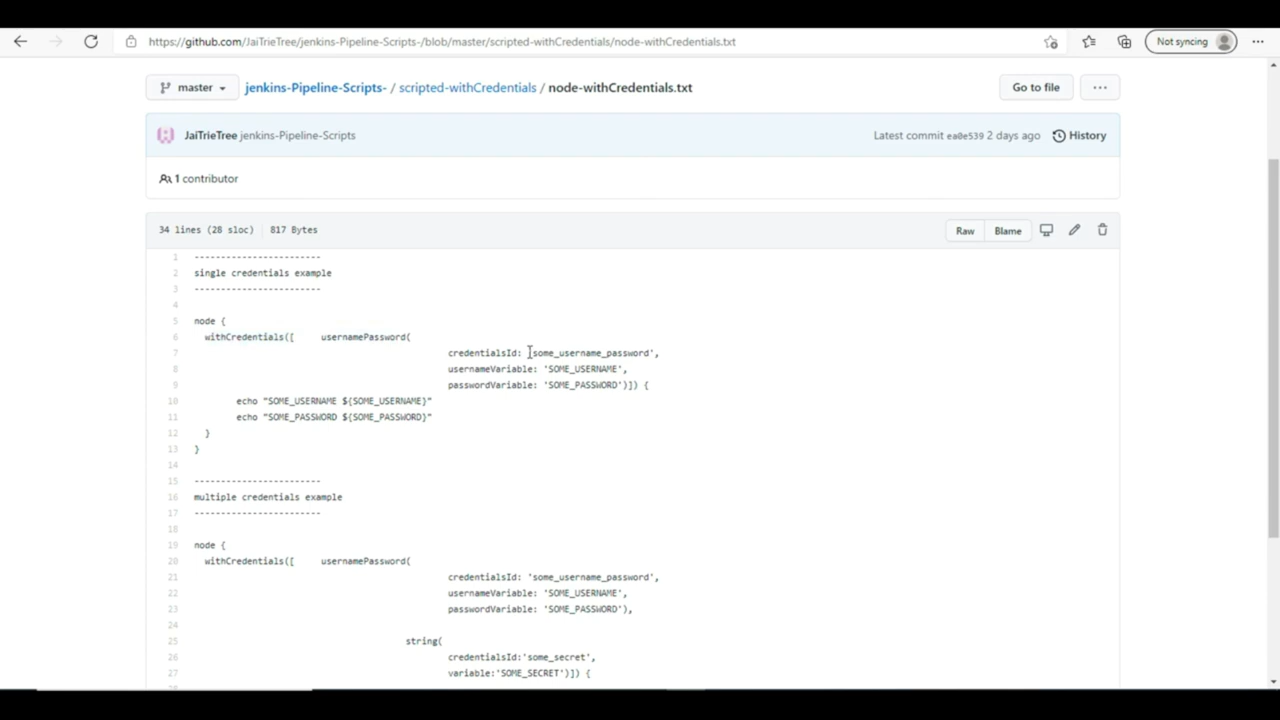 https://github.com/JaiTrieTree/jenkins-Pipeline-Scripts-/blob/master/scripted-withCredentials/node-withCredentials.txt
Not syncing
master
jenkins-Pipeline-Scripts- / scripted-withCredentials / node-withCredentials.txt
Go to file
JaiTrieTree jenkins-Pipeline-Scripts
Latest commit ea0e539 2 days ago
History
1 contributor
34 lines (28 sloc)
817 Bytes
Raw
Blame
1 ------------------------
2 single credentials example
3 ------------------------
4
5 node {
6 withCredentials([ usernamePassword(
7 credentialsId: 'some_username_password',
8 usernameVariable: 'SOME_USERNAME',
9 passwordVariable: 'SOME_PASSWORD')]) {
10 echo "SOME_USERNAME ${SOME_USERNAME}"
11 echo "SOME_PASSWORD ${SOME_PASSWORD}"
12 }
13 }
14
15 ------------------------
16 multiple credentials example
17 ------------------------
18
19 node {
20 withCredentials([ usernamePassword(
21 credentialsId: 'some_username_password',
22 usernameVariable: 'SOME_USERNAME',
23 passwordVariable: 'SOME_PASSWORD'),
24
25 string(
26 credentialsId:'some_secret',
27 variable:'SOME_SECRET')]) {